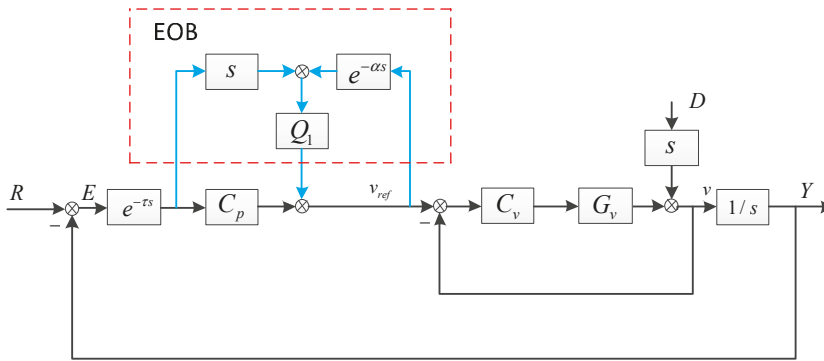 EOB
s
e^{-αs}
D
Q_1
s
R
E
e^{-τs}
C_p
v_{ref}
C_v
G_v
v
1/s
Y
−
−